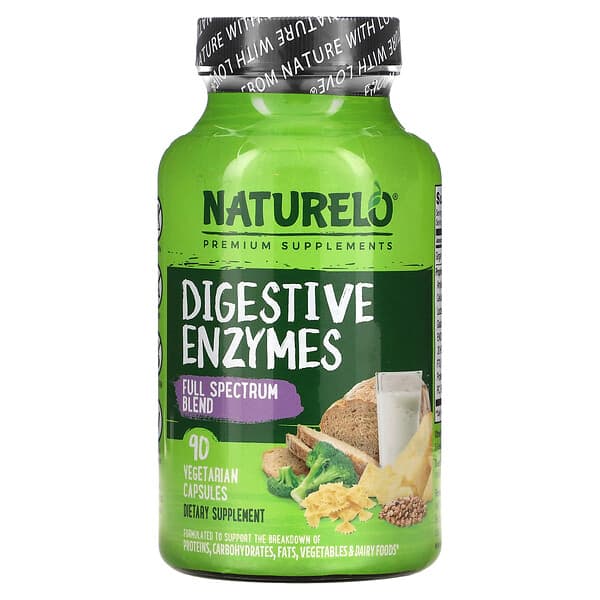 FROM NATURE WITH LOVE
NATURELO®
PREMIUM SUPPLEMENTS
DIGESTIVE
ENZYMES
FULL SPECTRUM
BLEND
90
VEGETARIAN
CAPSULES
DIETARY SUPPLEMENT
FORMULATED TO SUPPORT THE BREAKDOWN OF
PROTEINS, CARBOHYDRATES, FATS, VEGETABLES & DAIRY FOODS*